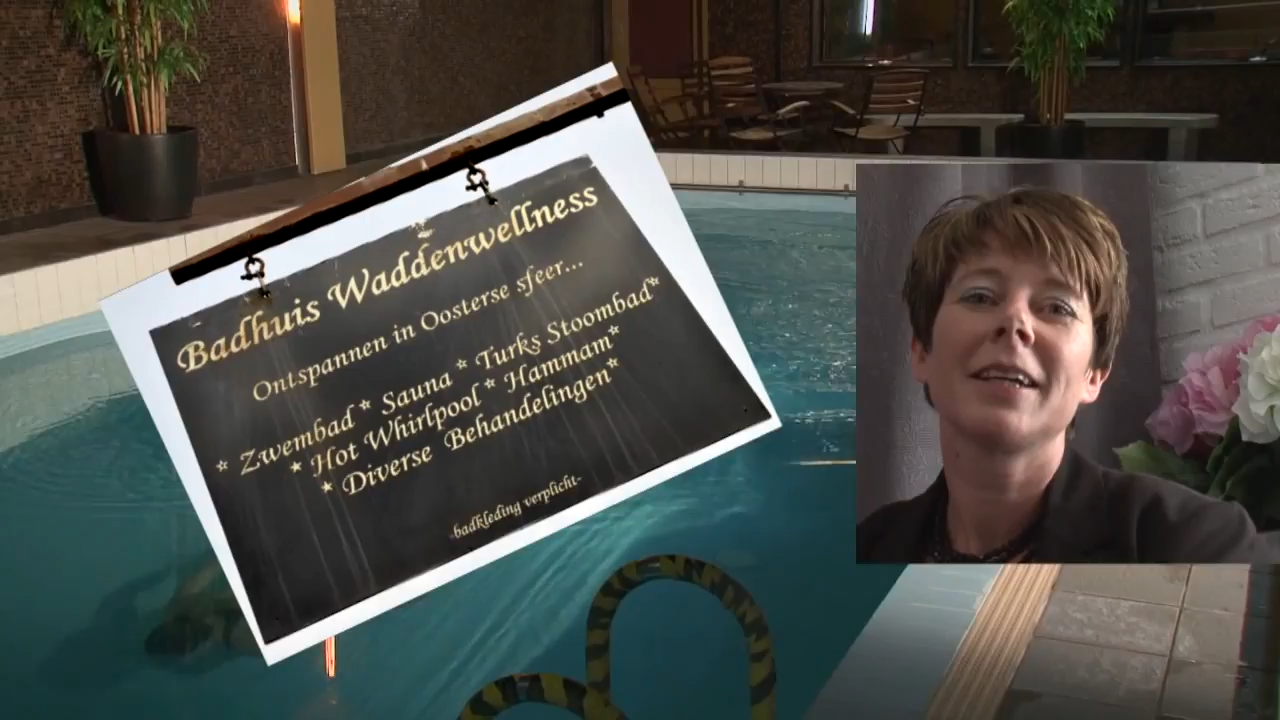 Badhuis Waddenwellness
Ontspannen in Oosterse sfeer...
* Zwembad * Sauna * Turks Stoombad*
* Hot Whirlpool * Hammam*
* Diverse Behandelingen*
-badkleding verplicht-